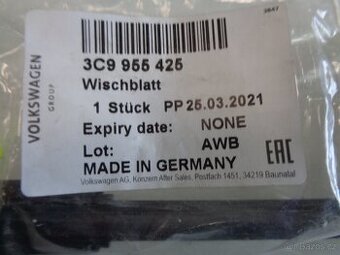 3647
VOLKSWAGEN
GROUP
3C9 955 425
Wischblatt
1 Stück PP 25.03.2021
Expiry date: NONE
Lot: AWB
MADE IN GERMANY
Volkswagen AG, Konzern After Sales, Postfach 1451, 34219 Baunatal
EAC